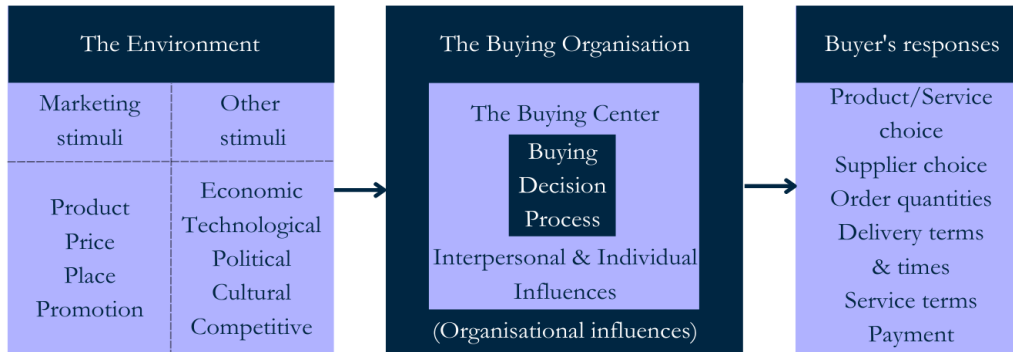 The Environment
Marketing
stimuli
Other
stimuli
Product
Price
Place
Promotion
Economic
Technological
Political
Cultural
Competitive
The Buying Organisation
The Buying Center
Buying
Decision
Process
Interpersonal & Individual
Influences
(Organisational influences)
Buyer's responses
Product/Service
choice
Supplier choice
Order quantities
Delivery terms
& times
Service terms
Payment